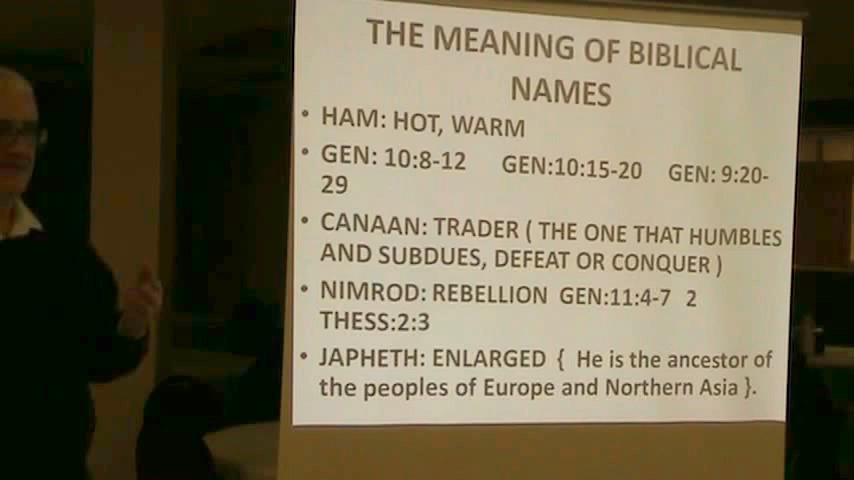 THE MEANING OF BIBLICAL
NAMES
• HAM: HOT, WARM
• GEN: 10:8-12 GEN:10:15-20 GEN: 9:20-
29
• CANAAN: TRADER ( THE ONE THAT HUMBLES
AND SUBDUES, DEFEAT OR CONQUER )
• NIMROD: REBELLION GEN:11:4-7 2
THESS:2:3
• JAPHETH: ENLARGED { He is the ancestor of
the peoples of Europe and Northern Asia }.